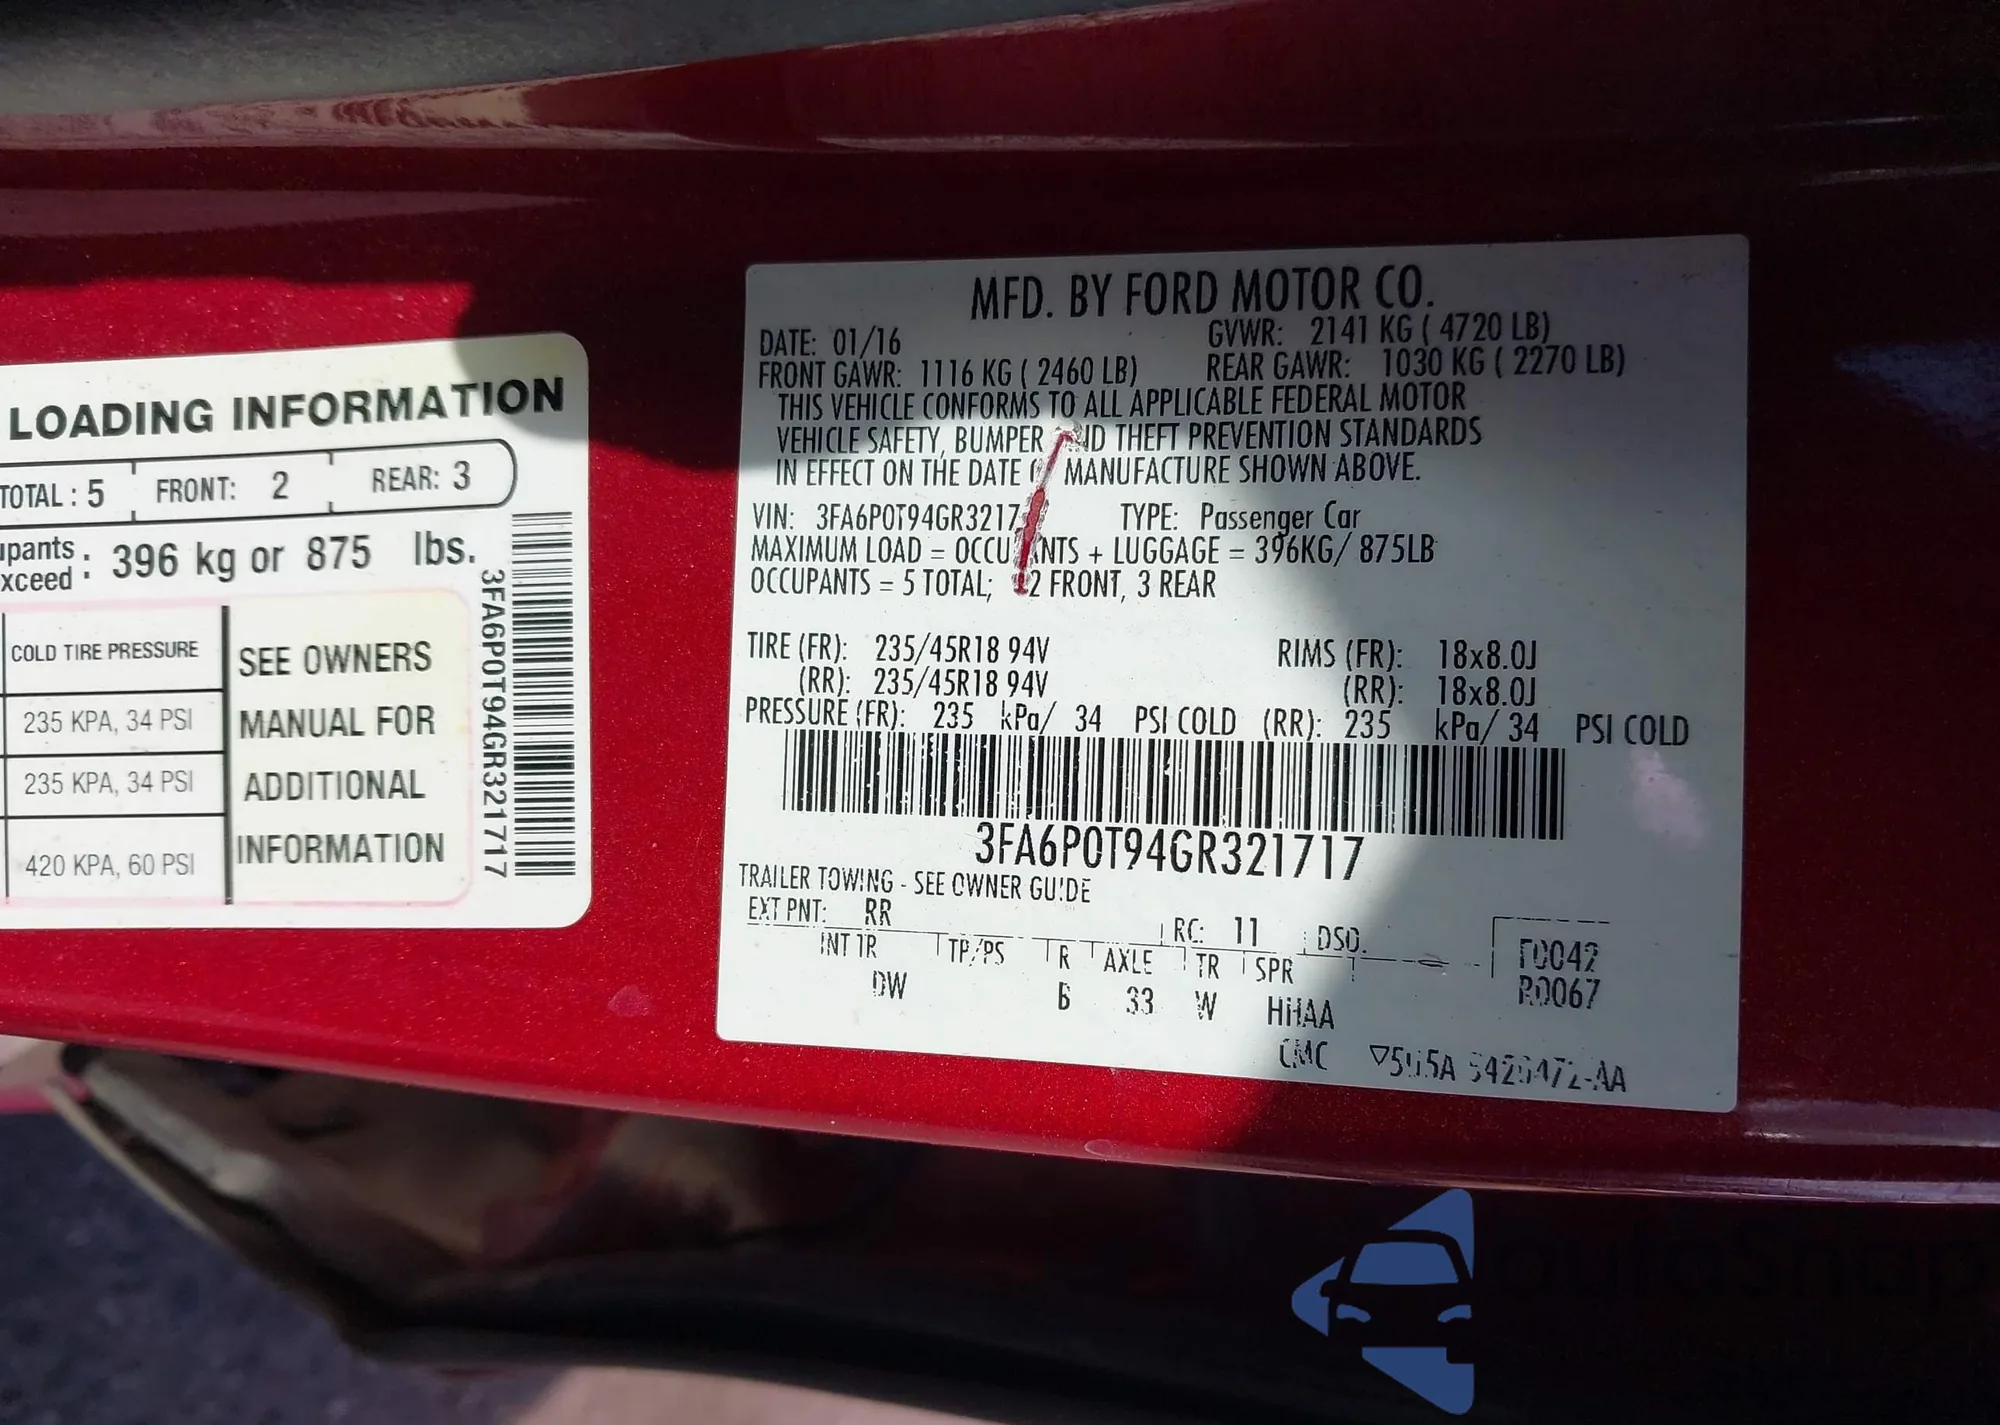 LOADING INFORMATION
TOTAL : 5 FRONT: 2 REAR: 3
: 396 kg or 875 lbs.
COLD TIRE PRESSURE
235 KPA, 34 PSI
235 KPA, 34 PSI
420 KPA, 60 PSI
SEE OWNERS
MANUAL FOR
ADDITIONAL
INFORMATION
3FA6P0T94GR321717
MFD. BY FORD MOTOR CO.
DATE: 01/16 GVWR: 2141 KG ( 4720 LB)
FRONT GAWR: 1116 KG ( 2460 LB) REAR GAWR: 1030 KG ( 2270 LB)
THIS VEHICLE CONFORMS TO ALL APPLICABLE FEDERAL MOTOR
VEHICLE SAFETY, BUMPER AND THEFT PREVENTION STANDARDS
IN EFFECT ON THE DATE MANUFACTURE SHOWN ABOVE.
VIN: 3FA6P0T94GR3217 TYPE: Passenger Car
MAXIMUM LOAD = OCCUPANTS + LUGGAGE = 396KG/ 875LB
OCCUPANTS = 5 TOTAL; 2 FRONT, 3 REAR
TIRE (FR): 235/45R18 94V RIMS (FR): 18x8.0J
(RR): 235/45R18 94V (RR): 18x8.0J
PRESSURE (FR): 235 kPa/ 34 PSI COLD (RR): 235 kPa/ 34 PSI COLD
3FA6P0T94GR321717
TRAILER TOWING - SEE OWNER GUIDE
EXT PNT: RR RC: 11 DSO:
INT TR TP/PS R AXLE TR SPR
DW B 33 W HHAA
T0042
R0067
CMC
AutoSnap